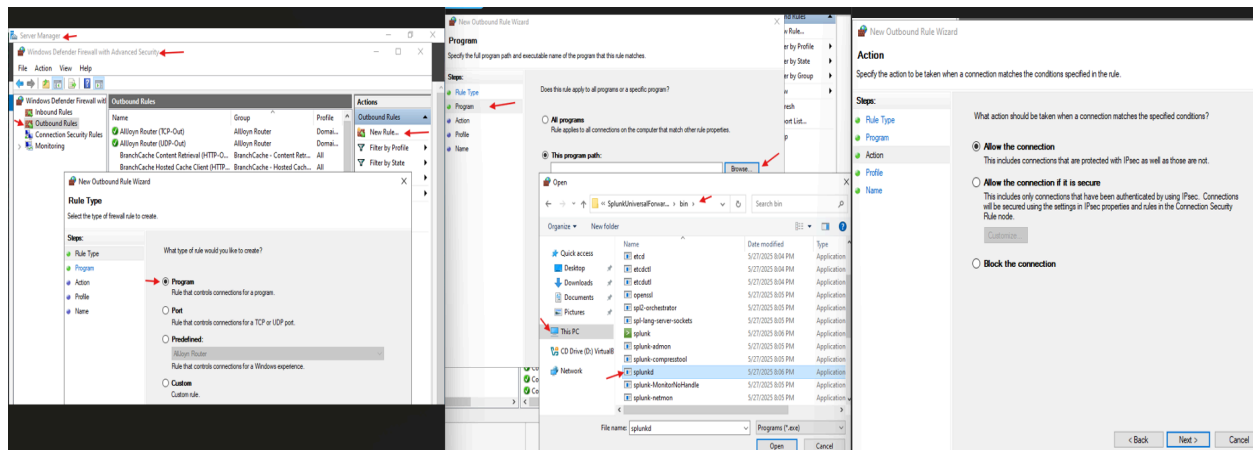 Server Manager
Windows Defender Firewall with Advanced Security
File Action View Help
Windows Defender Firewall witl
Inbound Rules
Outbound Rules
Connection Security Rules
Monitoring
Outbound Rules
Name Group Profile
AllJoyn Router (TCP-Out) AllJoyn Router Domai...
AllJoyn Router (UDP-Out) AllJoyn Router Domai...
BranchCache Content Retrieval (HTTP-O... BranchCache - Content Retr... All
BranchCache Hosted Cache Client (HTTP... BranchCache - Hosted Cach... All
Actions
Outbound Rules
New Rule...
Filter by Profile
Filter by State
New Outbound Rule Wizard
Rule Type
Select the type of firewall rule to create.
Steps:
Rule Type
Program
Action
Profile
Name
What type of rule would you like to create?
Program
Rule that controls connections for a program.
Port
Rule that controls connections for a TCP or UDP port.
Predefined:
AllJoyn Router
Rule that controls connections for a Windows experience.
Custom
Custom rule.
New Outbound Rule Wizard
Program
Specify the full program path and executable name of the program that this rule matches.
Steps:
Rule Type
Program
Action
Profile
Name
Does this rule apply to all programs or a specific program?
All programs
Rule applies to all connections on the computer that match other rule properties.
This program path:
Browse...
nd Rules
w Rule...
er by Profile
er by State
er by Group
w
resh
ort List...
p
Open
« SplunkUniversalForwar... › bin ›
Search bin
Organize New folder
Quick access
Desktop
Downloads
Documents
Pictures
This PC
CD Drive (D:) VirtualB
Network
Name Date modified Type
etcd 5/27/2025 8:04 PM Application
etcdctl 5/27/2025 8:04 PM Application
etcdutl 5/27/2025 8:04 PM Application
openssl 5/27/2025 8:05 PM Application
spl2-orchestrator 5/27/2025 8:05 PM Application
spl-lang-server-sockets 5/27/2025 8:05 PM Application
splunk 5/27/2025 8:06 PM Application
splunk-admon 5/27/2025 8:05 PM Application
splunk-compresstool 5/27/2025 8:05 PM Application
splunkd 5/27/2025 8:06 PM Application
splunk-MonitorNoHandle 5/27/2025 8:05 PM Application
splunk-netmon 5/27/2025 8:05 PM Application
Co
Co
Co
File name: splunkd Programs (*.exe)
Open Cancel
New Outbound Rule Wizard
Action
Specify the action to be taken when a connection matches the conditions specified in the rule.
Steps:
Rule Type
Program
Action
Profile
Name
What action should be taken when a connection matches the specified conditions?
Allow the connection
This includes connections that are protected with IPsec as well as those are not.
Allow the connection if it is secure
This includes only connections that have been authenticated by using IPsec. Connections
will be secured using the settings in IPsec properties and rules in the Connection Security
Rule node.
Customize...
Block the connection
< Back Next > Cancel